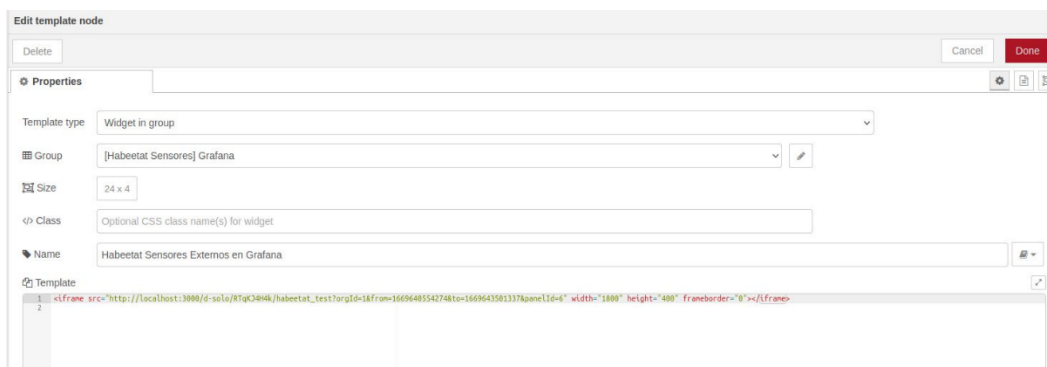 Edit template node
Delete
Cancel
Done
Properties
Template type
Widget in group
Group
[Habeetat Sensores] Grafana
Size
24 x 4
</> Class
Optional CSS class name(s) for widget
Name
Habeetat Sensores Externos en Grafana
Template
1 <iframe src="http://localhost:3000/d-solo/RTqKJ4H4k/habeetat_test?orgId=1&from=1669640554274&to=1669643501337&panelId=6" width="1800" height="400" frameborder="0"></iframe>
2